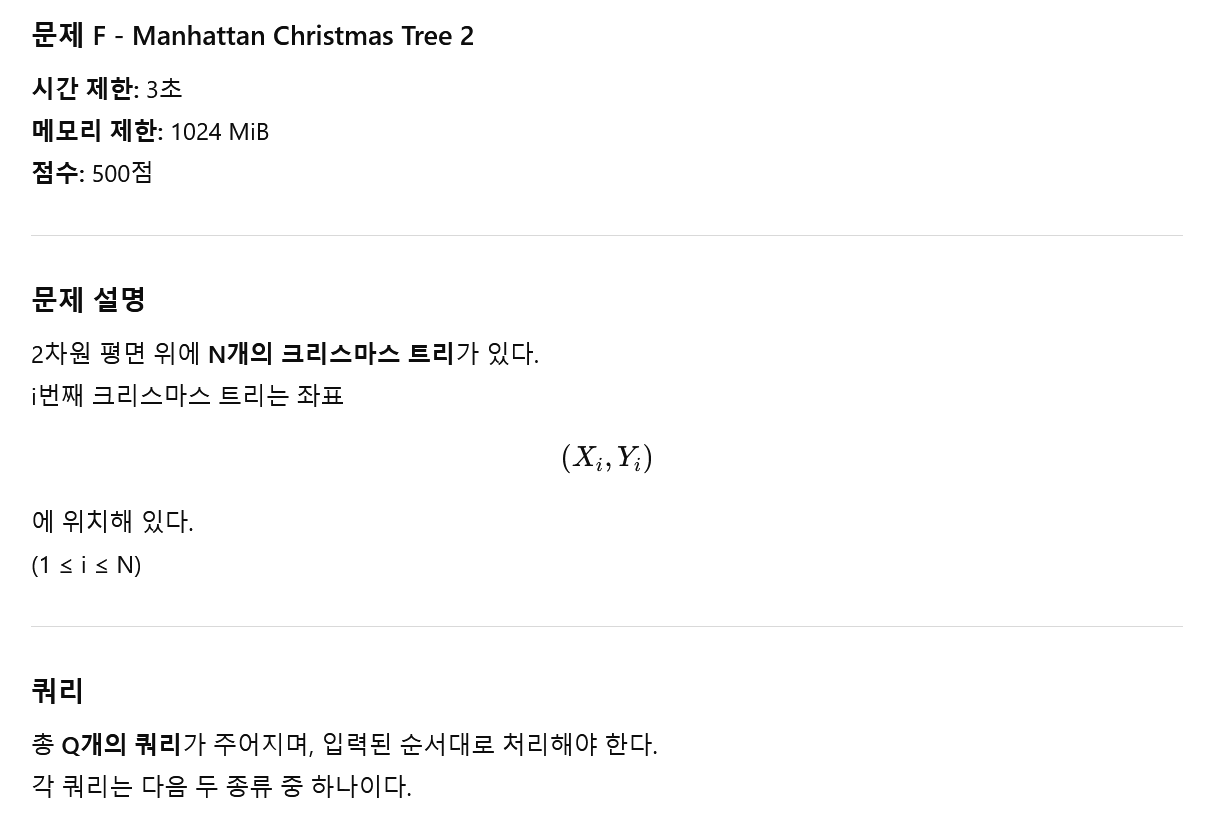 문제 F - Manhattan Christmas Tree 2
시간 제한: 3초
메모리 제한: 1024 MiB
점수: 500점
문제 설명
2차원 평면 위에 N개의 크리스마스 트리가 있다.
i번째 크리스마스 트리는 좌표
(Xᵢ, Yᵢ)
에 위치해 있다.
(1 ≤ i ≤ N)
쿼리
총 Q개의 쿼리가 주어지며, 입력된 순서대로 처리해야 한다.
각 쿼리는 다음 두 종류 중 하나이다.